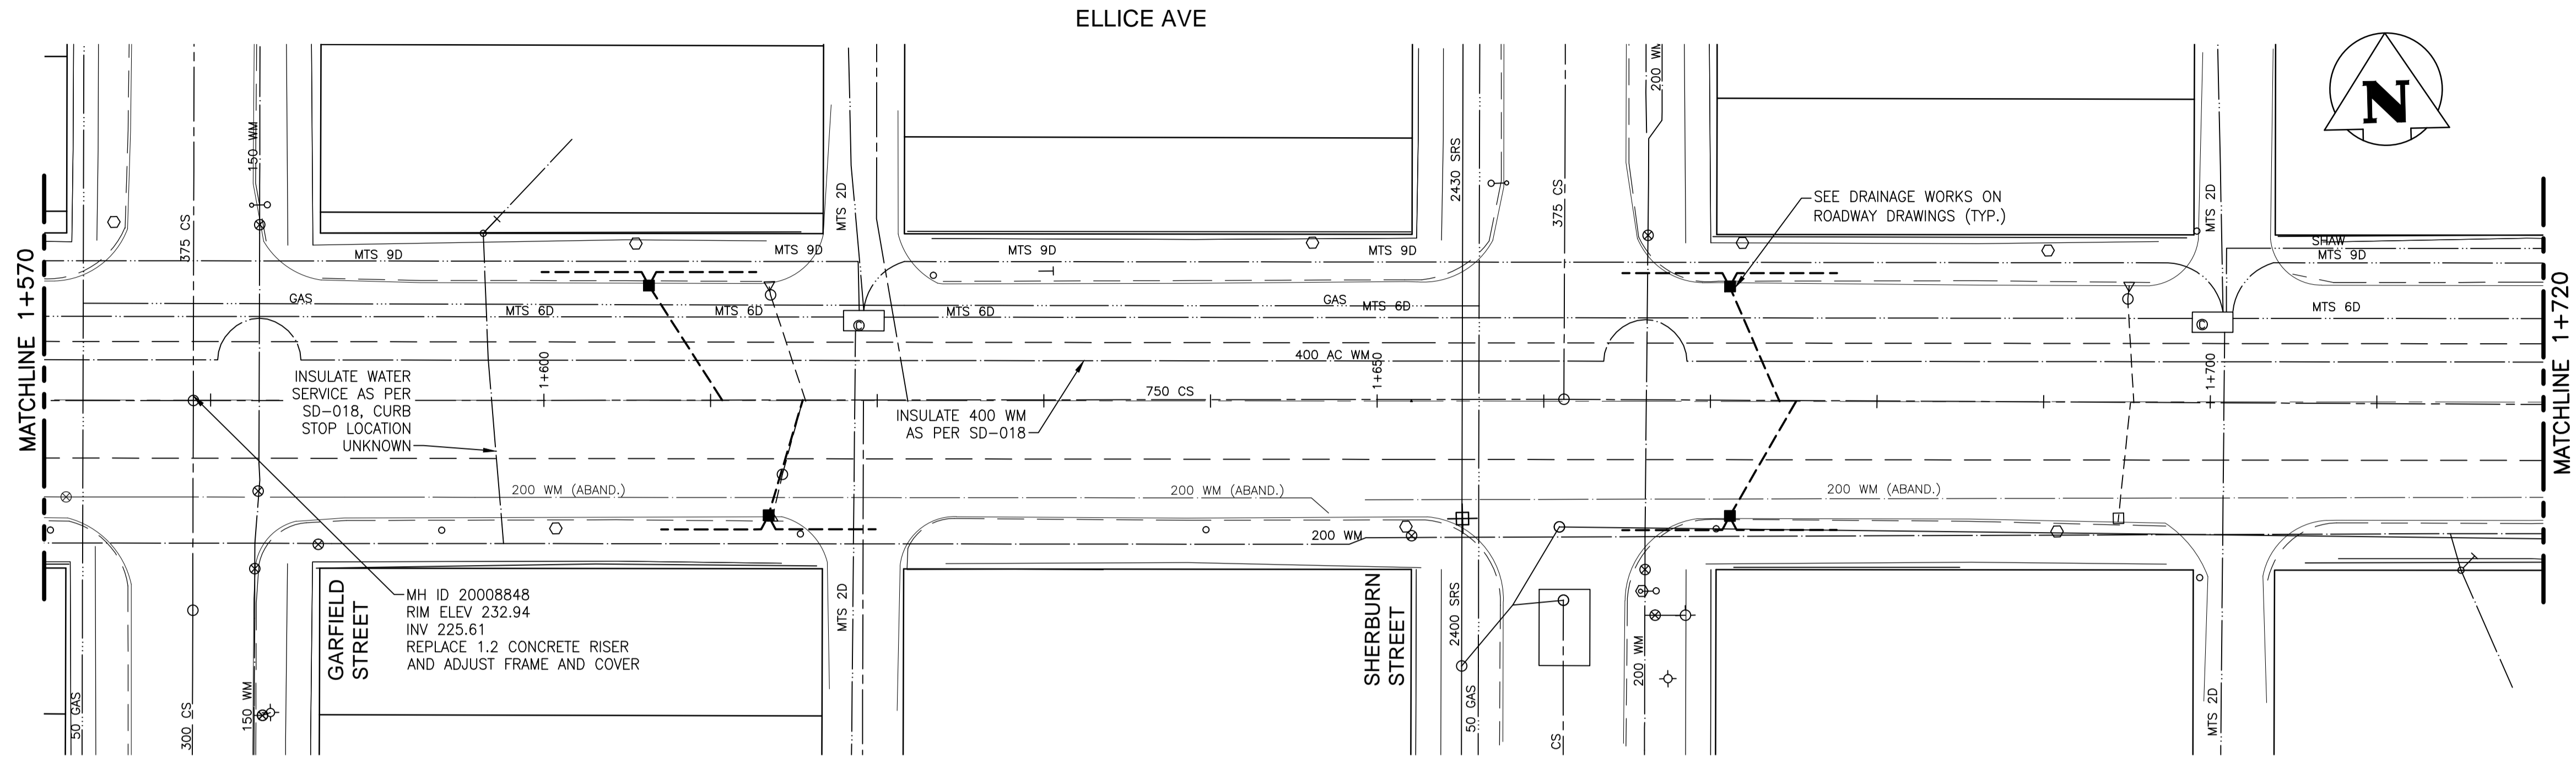 ELLICE AVE
N
MATCHLINE 1+570
MATCHLINE 1+720
375 CS
150 WM
MTS 2D
2430 SRS
375 CS
200 WM
MTS 2D
SEE DRAINAGE WORKS ON
ROADWAY DRAWINGS (TYP.)
MTS 9D
MTS 9D
MTS 9D
MTS 9D
SHAW
MTS 9D
GAS
MTS 6D
MTS 6D
MTS 6D
GAS
MTS 6D
MTS 6D
400 AC WM
1+600
1+650
1+700
750 CS
INSULATE WATER
SERVICE AS PER
SD-018, CURB
STOP LOCATION
UNKNOWN
INSULATE 400 WM
AS PER SD-018
200 WM (ABAND.)
200 WM (ABAND.)
200 WM (ABAND.)
200 WM
MH ID 20008848
RIM ELEV 232.94
INV 225.61
REPLACE 1.2 CONCRETE RISER
AND ADJUST FRAME AND COVER
GARFIELD
STREET
SHERBURN
STREET
MTS 2D
2400 SRS
200 WM
50 GAS
300 CS
150 WM
50 GAS
CS
MTS 2D